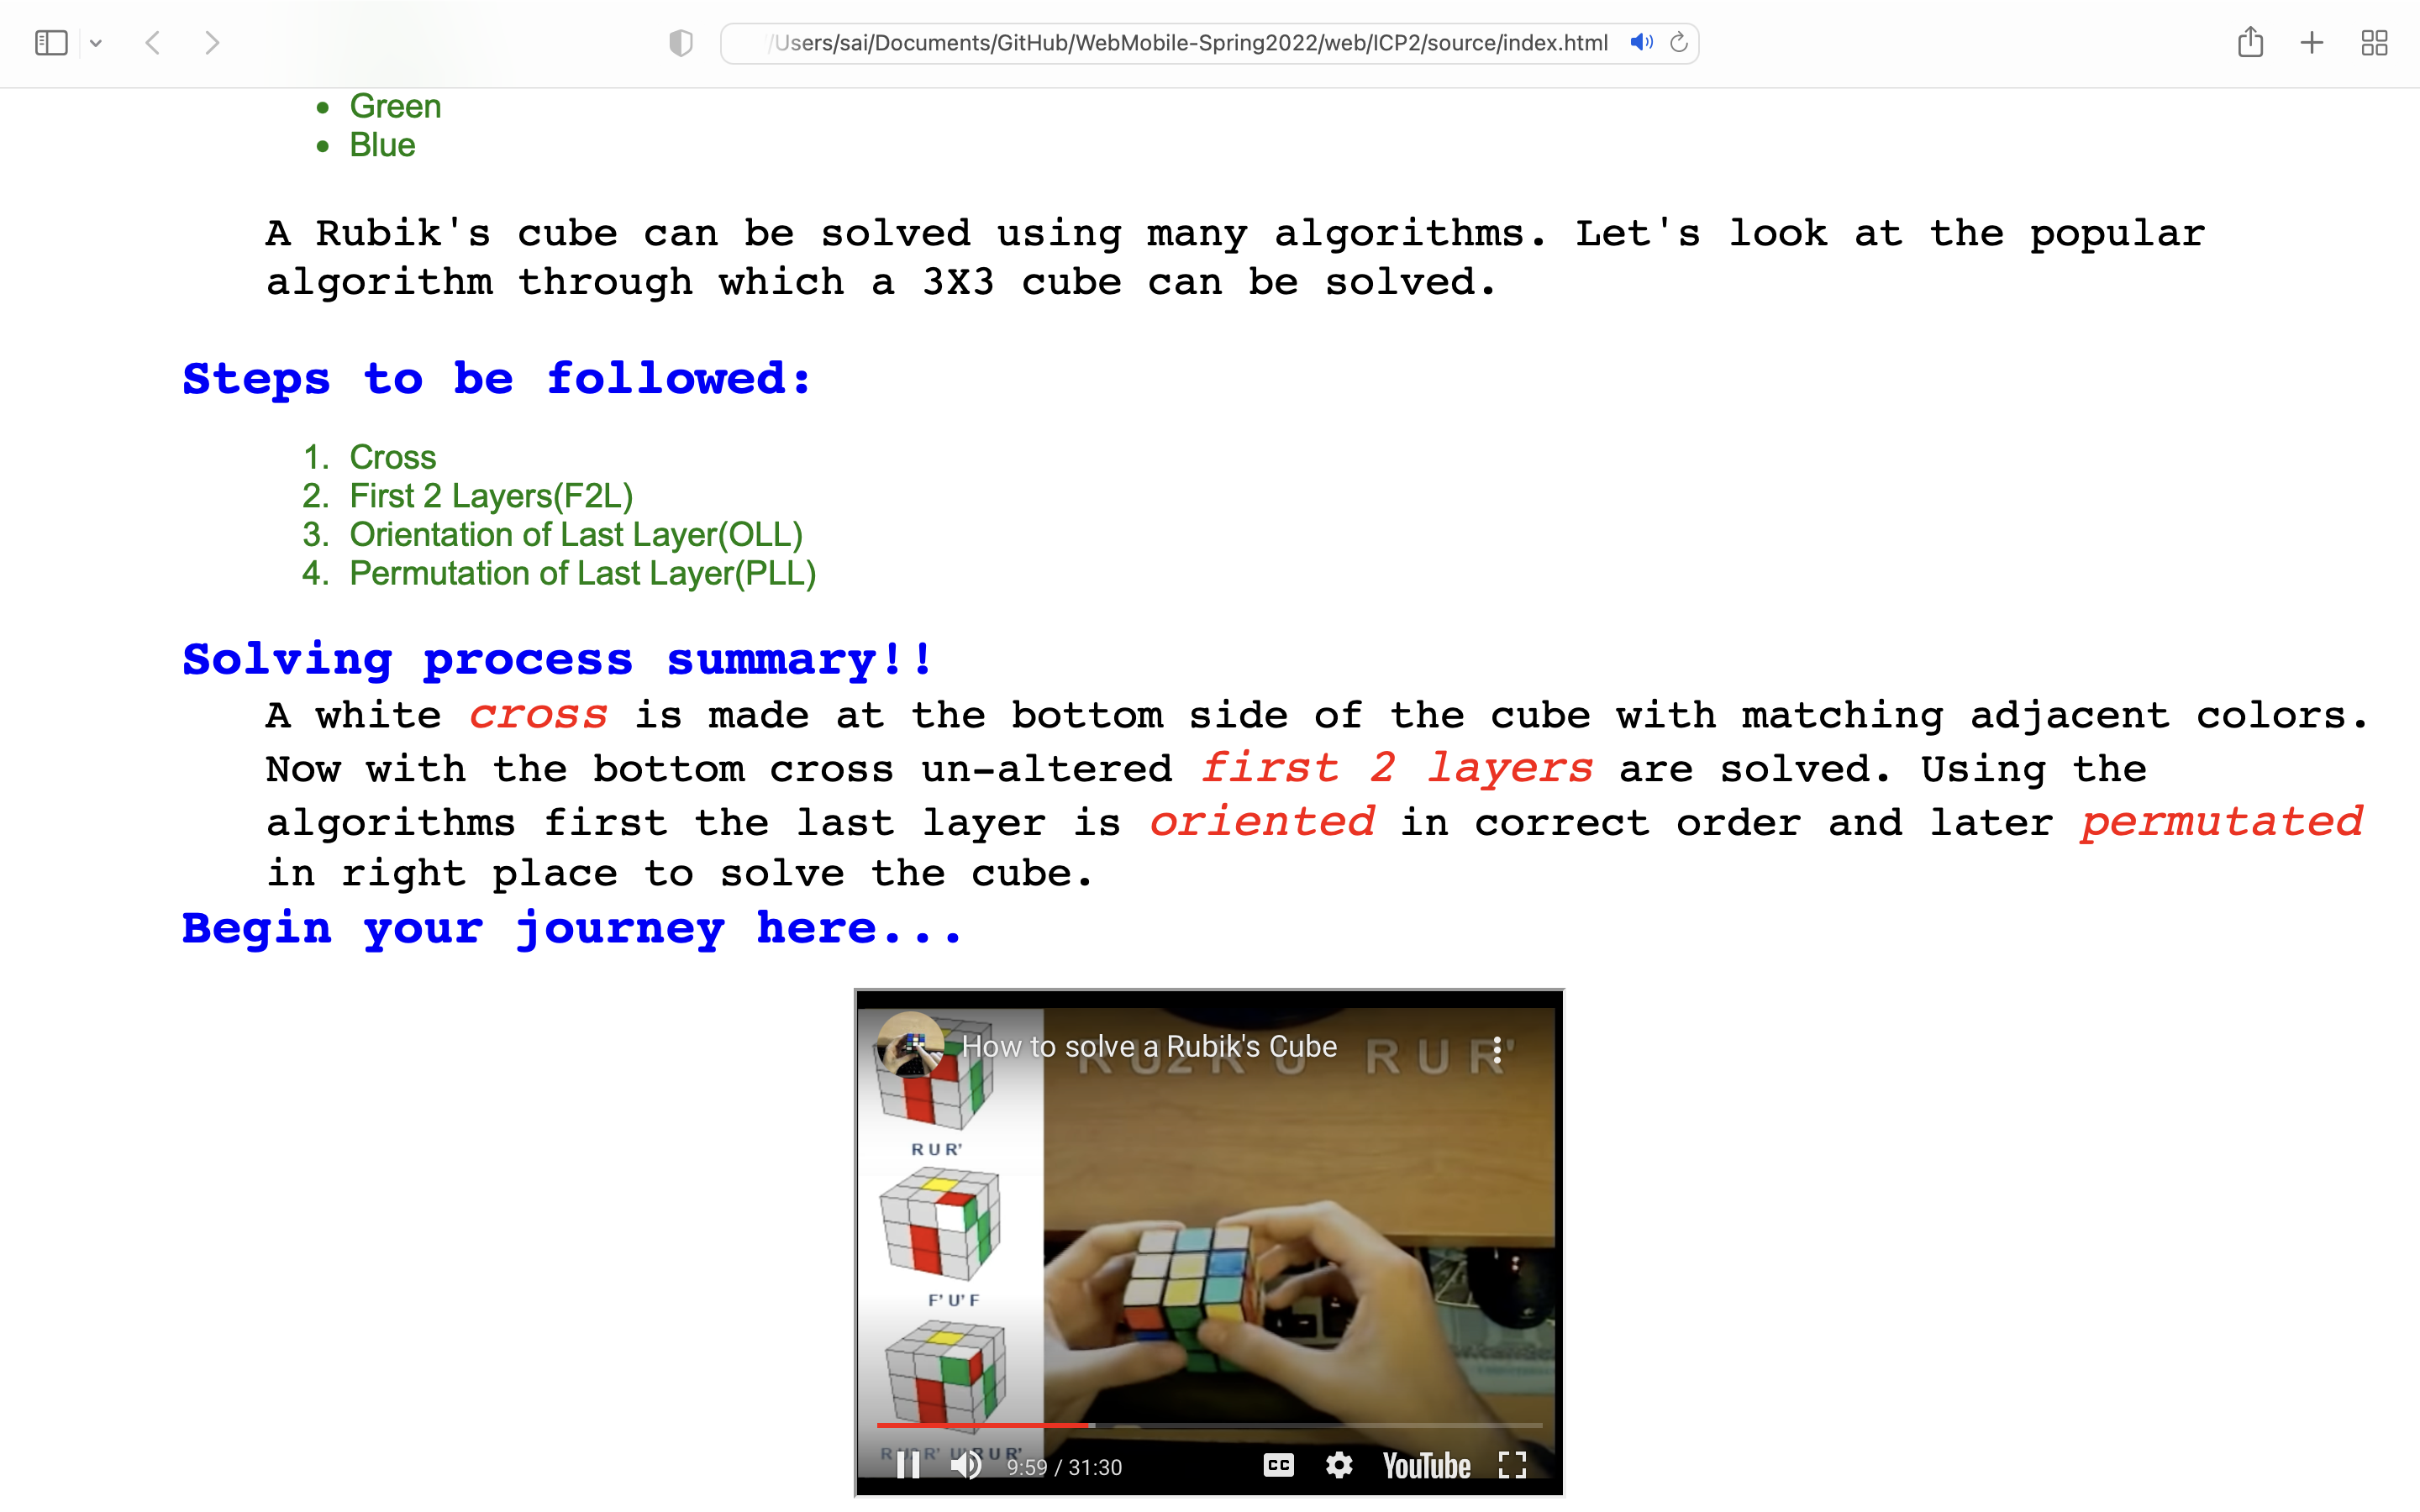 /Users/sai/Documents/GitHub/WebMobile-Spring2022/web/ICP2/source/index.html
Green
Blue
A Rubik's cube can be solved using many algorithms. Let's look at the popular
algorithm through which a 3X3 cube can be solved.
Steps to be followed:
1. Cross
2. First 2 Layers(F2L)
3. Orientation of Last Layer(OLL)
4. Permutation of Last Layer(PLL)
Solving process summary!!
A white cross is made at the bottom side of the cube with matching adjacent colors.
Now with the bottom cross un-altered first 2 layers are solved. Using the
algorithms first the last layer is oriented in correct order and later permutated
in right place to solve the cube.
Begin your journey here...
How to solve a Rubik's Cube
R U2 R' U' R U R'
R U R'
F' U' F
9:59 / 31:30
CC
YouTube